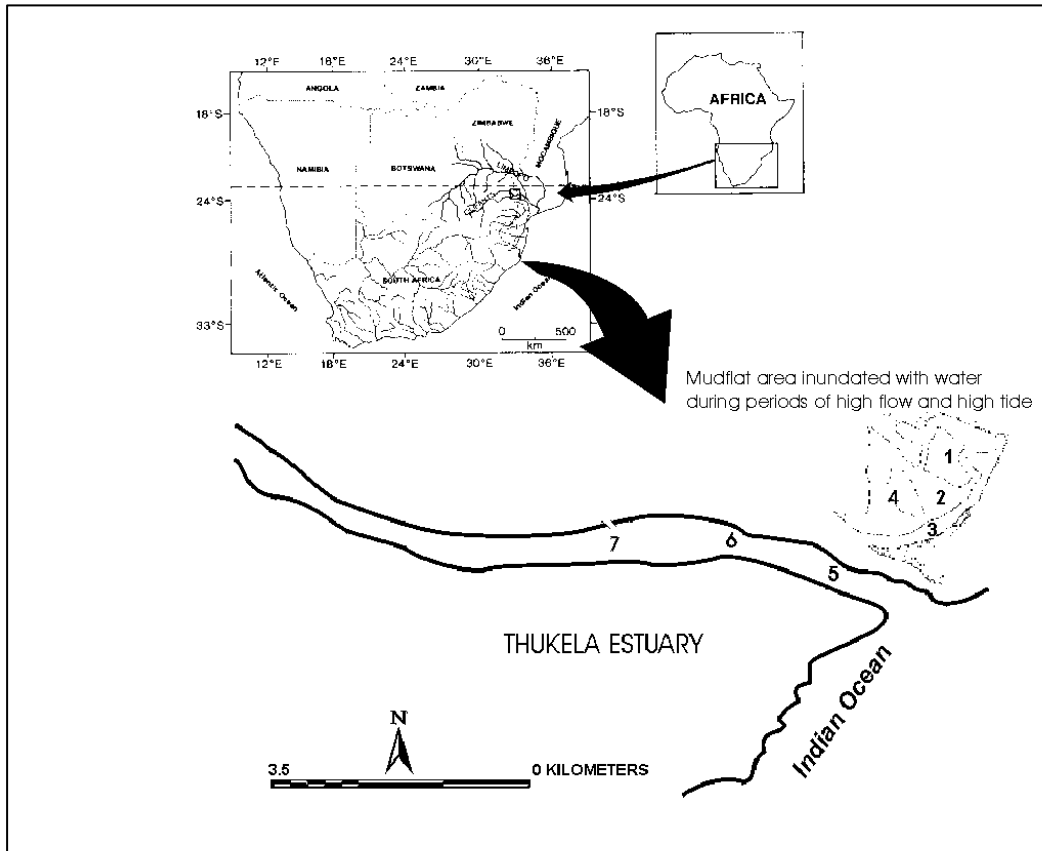 12°E 18°E 24°E 30°E 36°E
ANGOLA ZAMBIA
18°S 18°S
ZIMBABWE
MOCAMBIQUE
AFRICA
NAMIBIA BOTSWANA
LIMPOPO
24°S 24°S
SOUTH AFRICA
Atlantic Ocean
Indian Ocean
33°S
0 500
km
12°E 18°E 24°E 30°E 36°E
Mudflat area inundated with water
during periods of high flow and high tide
1
4 2
3
7 6
5
THUKELA ESTUARY
Indian Ocean
N
3.5 0 KILOMETERS